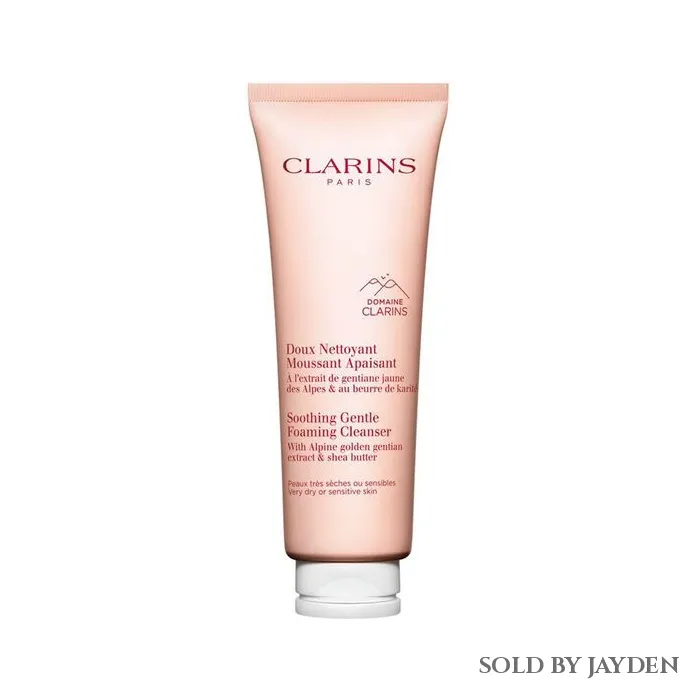 CLARINS
PARIS
DOMAINE
CLARINS
Doux Nettoyant
Moussant Apaisant
À l'extrait de gentiane jaune
des Alpes & au beurre de karité
Soothing Gentle
Foaming Cleanser
With Alpine golden gentian
extract & shea butter
Peaux très sèches ou sensibles
Very dry or sensitive skin
SOLD BY JAYDEN